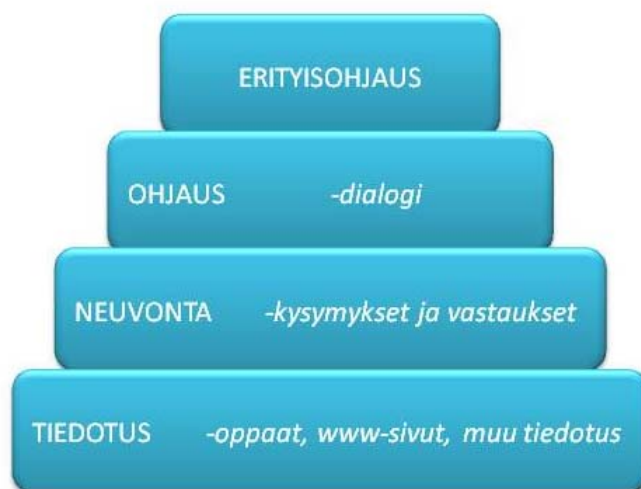 ERITYISOHJAUS
OHJAUS -dialogi
NEUVONTA -kysymykset ja vastaukset
TIEDOTUS -oppaat, www-sivut, muu tiedotus